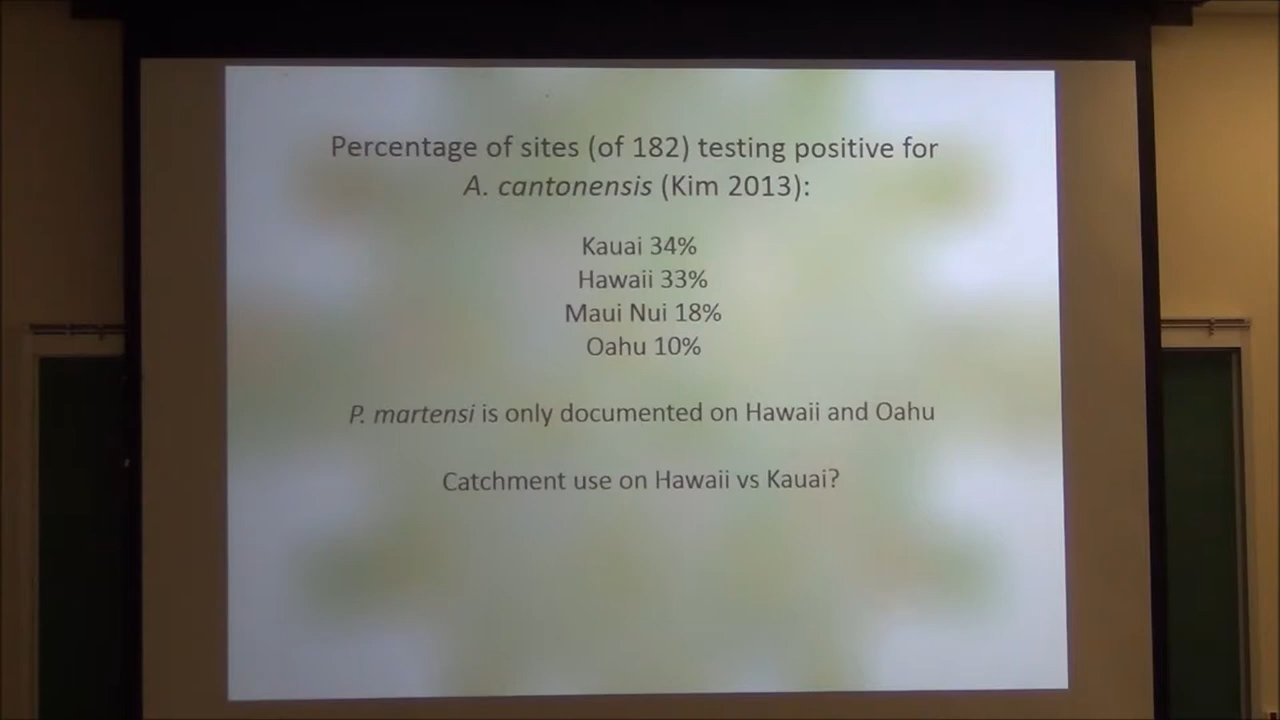 Percentage of sites (of 182) testing positive for
A. cantonensis (Kim 2013):
Kauai 34%
Hawaii 33%
Maui Nui 18%
Oahu 10%
P. martensi is only documented on Hawaii and Oahu
Catchment use on Hawaii vs Kauai?